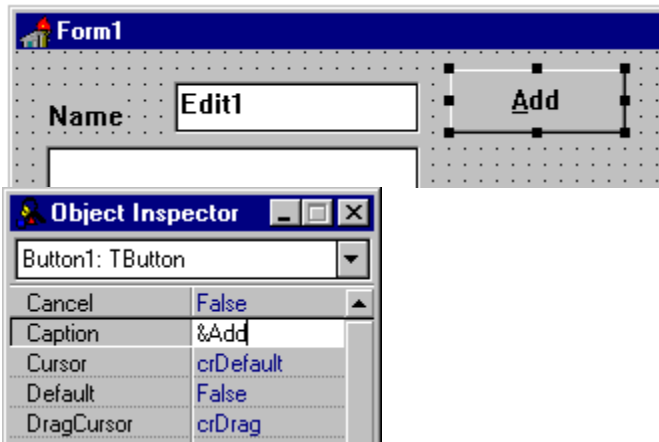 Form1
Name Edit1 Add
Object Inspector
Button1: TButton
Cancel False
Caption &Add
Cursor crDefault
Default False
DragCursor crDrag